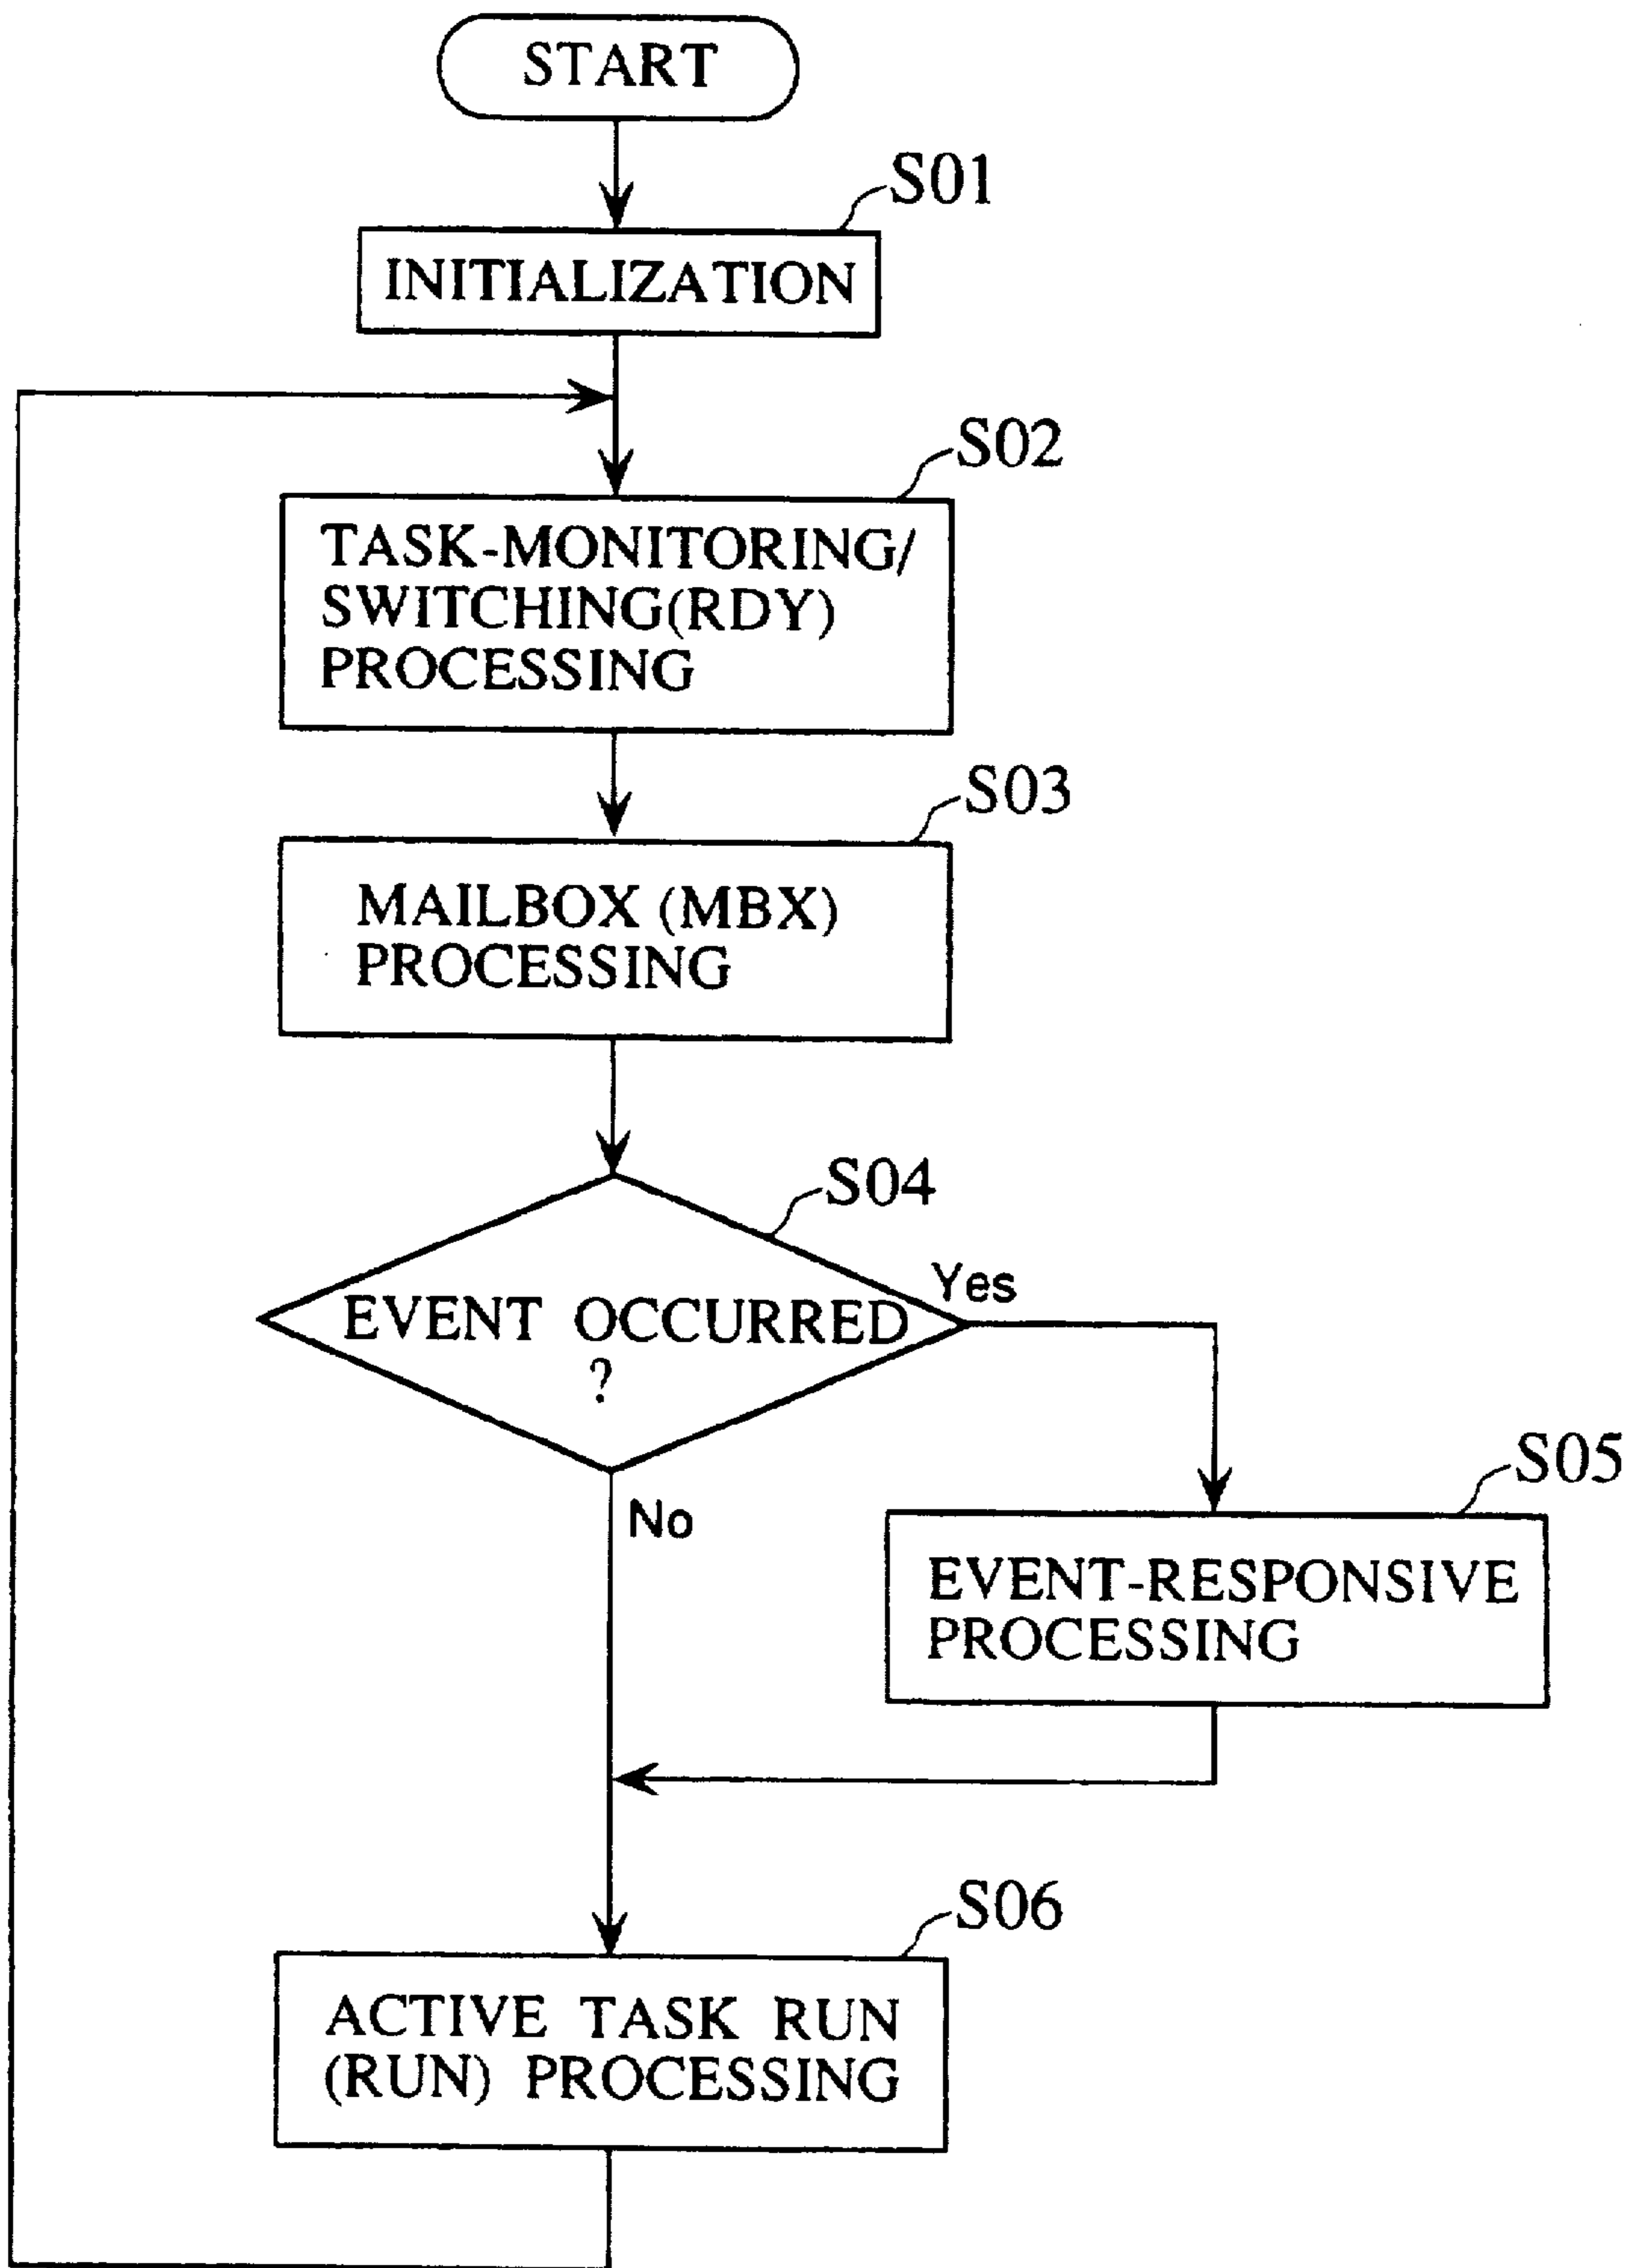 START
S01
INITIALIZATION
S02
TASK-MONITORING/
SWITCHING(RDY)
PROCESSING
S03
MAILBOX (MBX)
PROCESSING
S04
EVENT OCCURRED
?
Yes
No
S05
EVENT-RESPONSIVE
PROCESSING
S06
ACTIVE TASK RUN
(RUN) PROCESSING